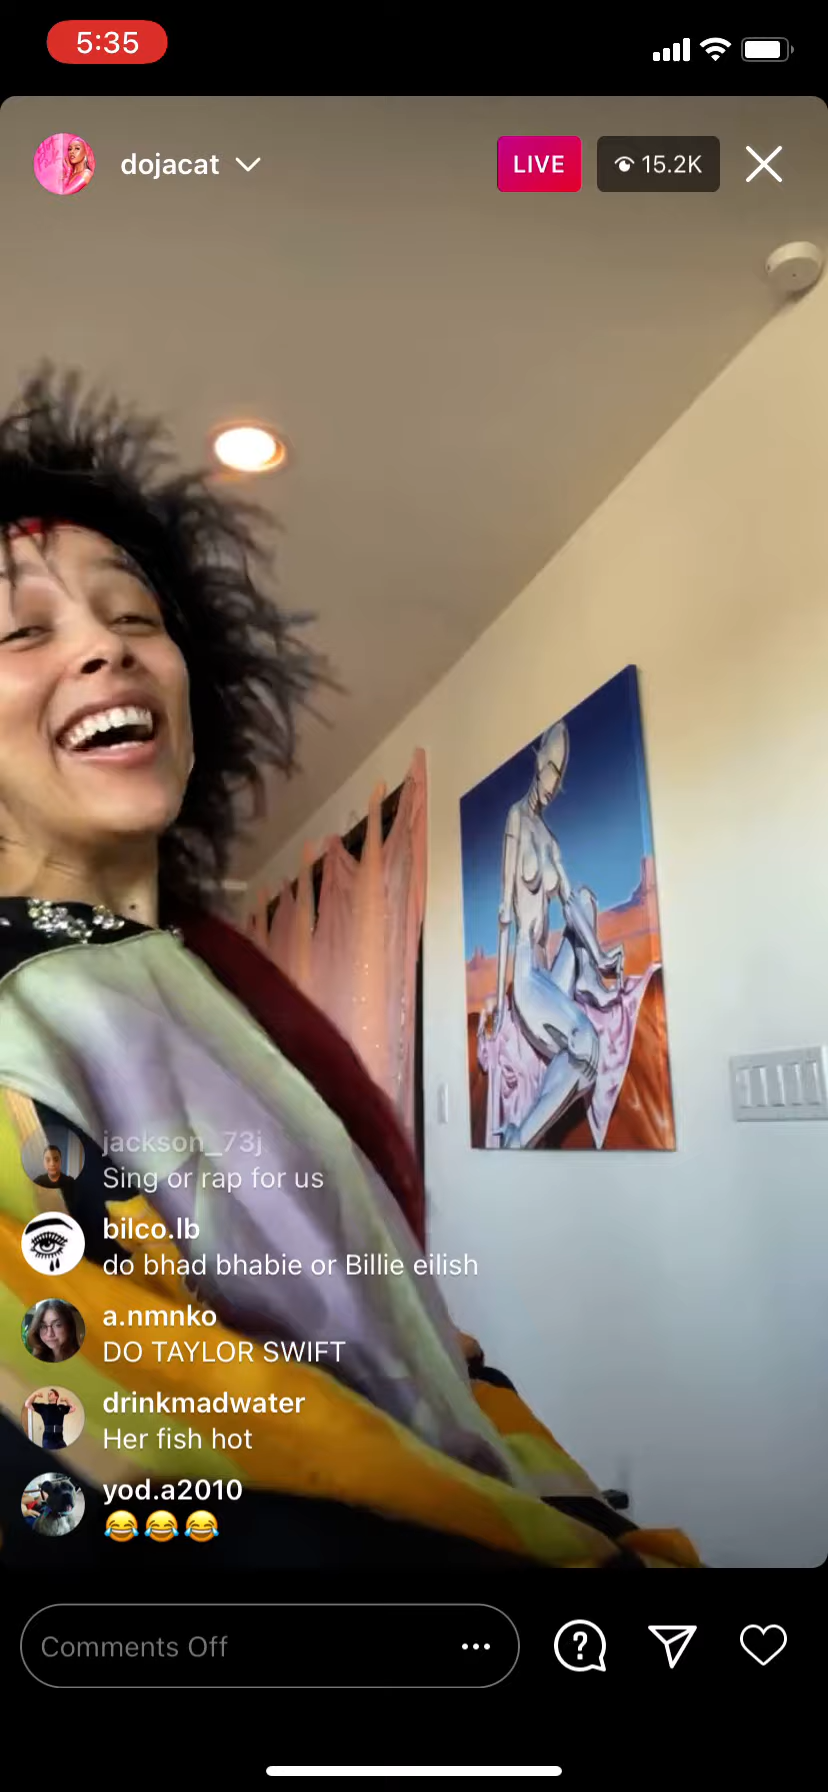 5:35
dojacat
LIVE
15.2K
jackson_73j
Sing or rap for us
bilco.lb
do bhad bhabie or Billie eilish
a.nmnko
DO TAYLOR SWIFT
drinkmadwater
Her fish hot
yod.a2010
😂😂😂
Comments Off